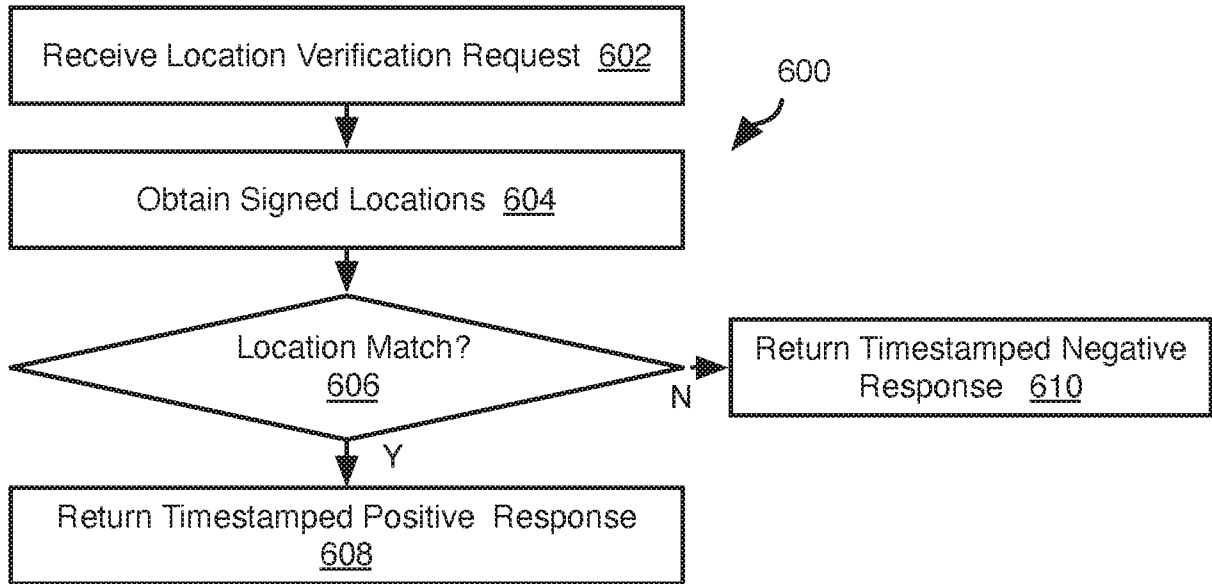 Receive Location Verification Request 602
600
Obtain Signed Locations 604
Location Match?
606
N
Return Timestamped Negative
Response 610
Y
Return Timestamped Positive Response
608